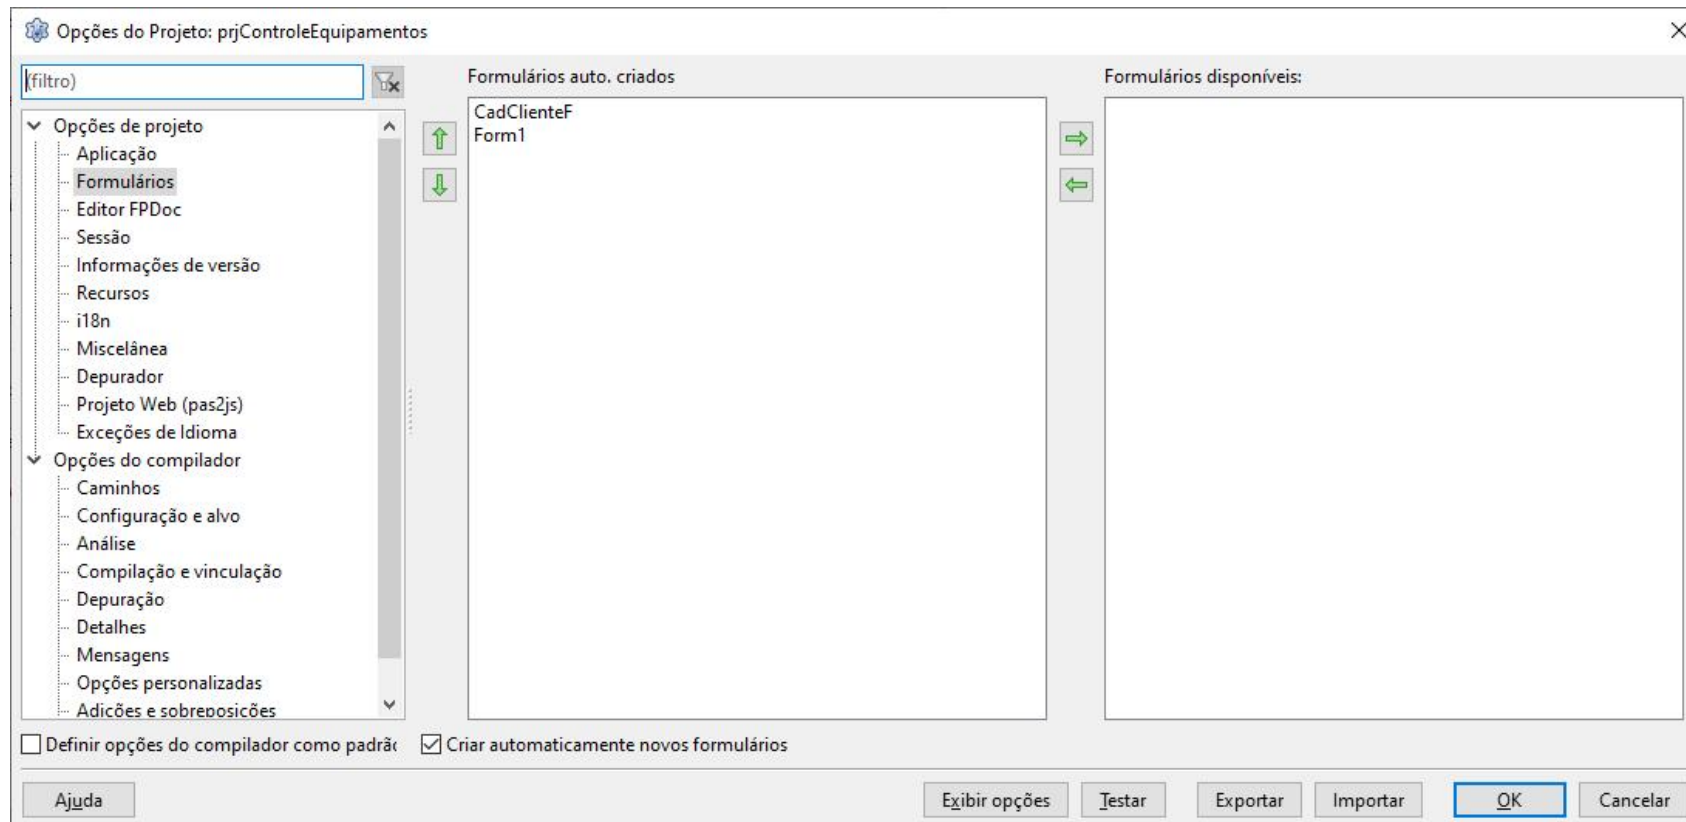 Opções do Projeto: prjControleEquipamentos
(filtro)
Opções de projeto
Aplicação
Formulários
Editor FPDoc
Sessão
Informações de versão
Recursos
i18n
Miscelânea
Depurador
Projeto Web (pas2js)
Exceções de Idioma
Opções do compilador
Caminhos
Configuração e alvo
Análise
Compilação e vinculação
Depuração
Detalhes
Mensagens
Opções personalizadas
Adições e sobreposições
Definir opções do compilador como padrã
Formulários auto. criados
CadClienteF
Form1
Criar automaticamente novos formulários
Formulários disponíveis:
Ajuda
Exibir opções
Testar
Exportar
Importar
OK
Cancelar